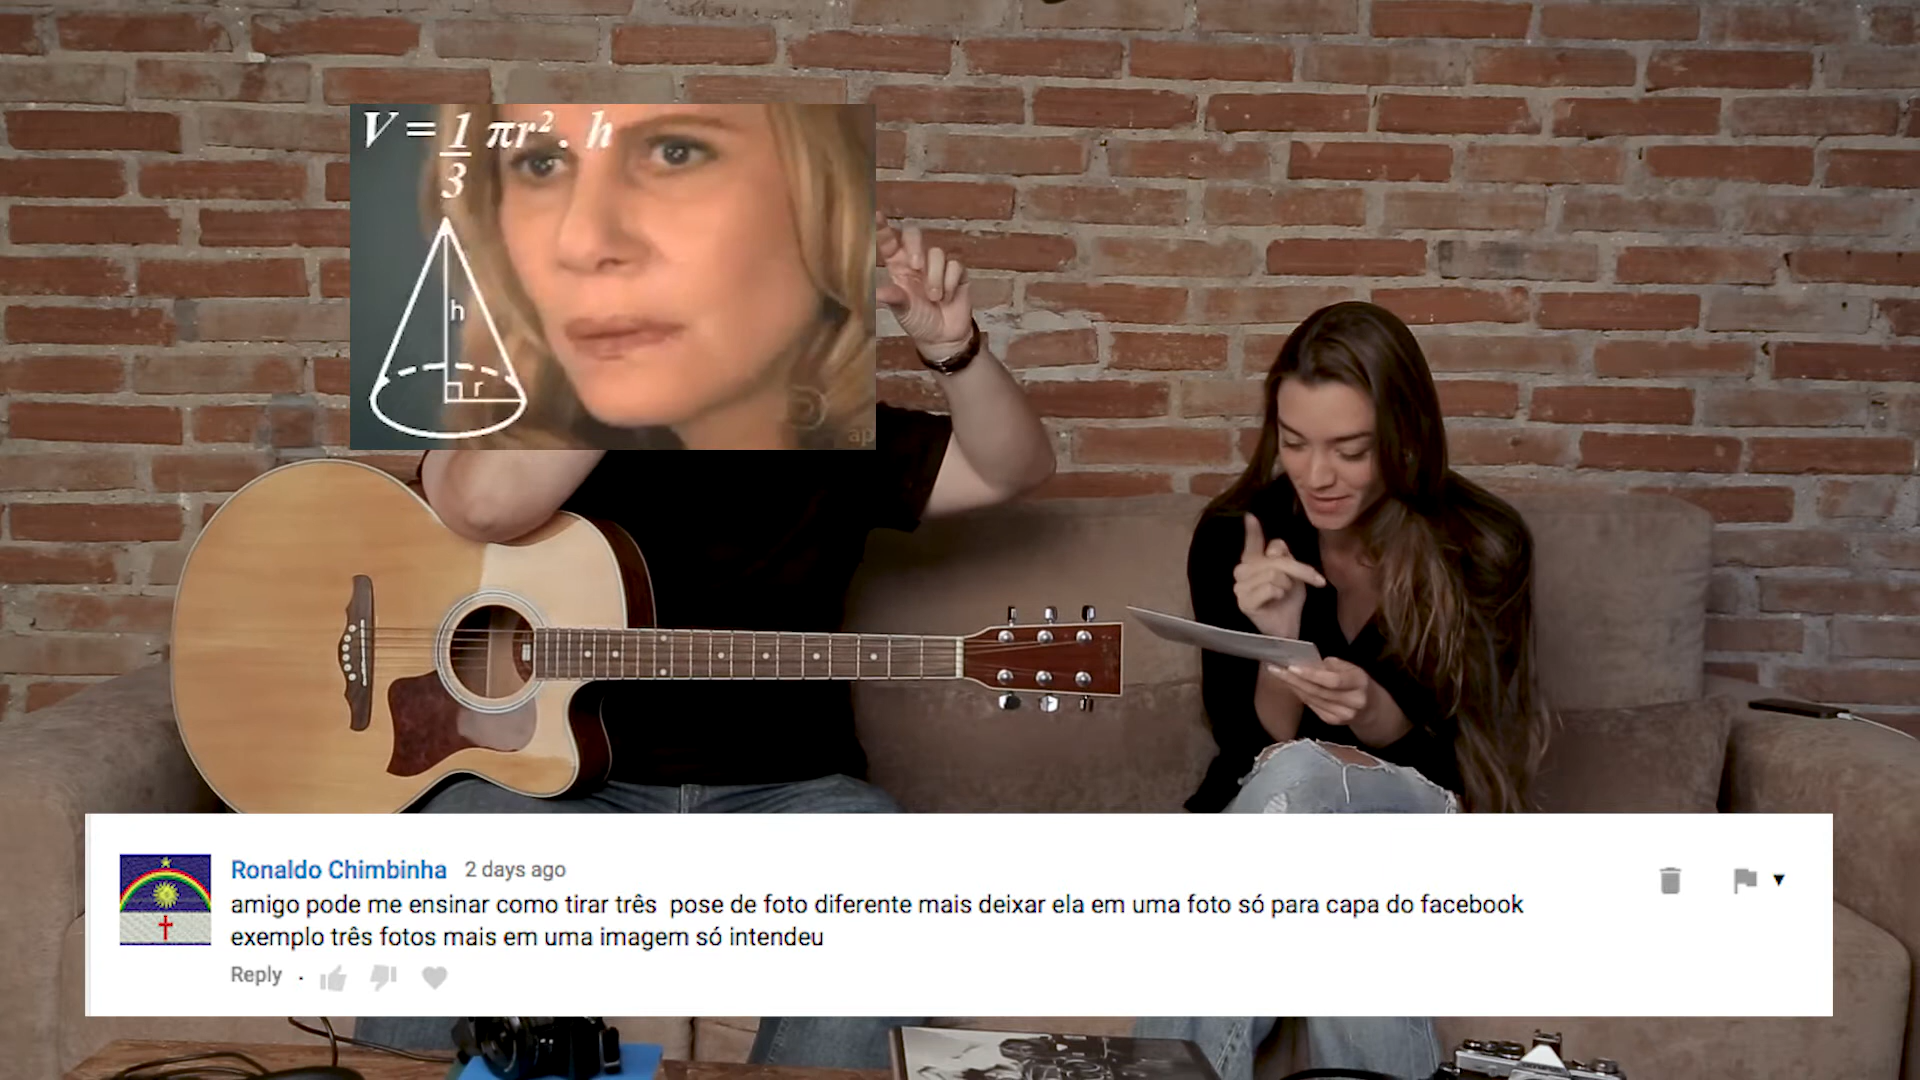 V = 1/3 πr² . h
h
r
ap
Ronaldo Chimbinha 2 days ago
amigo pode me ensinar como tirar três pose de foto diferente mais deixar ela em uma foto só para capa do facebook
exemplo três fotos mais em uma imagem só intendeu
Reply .